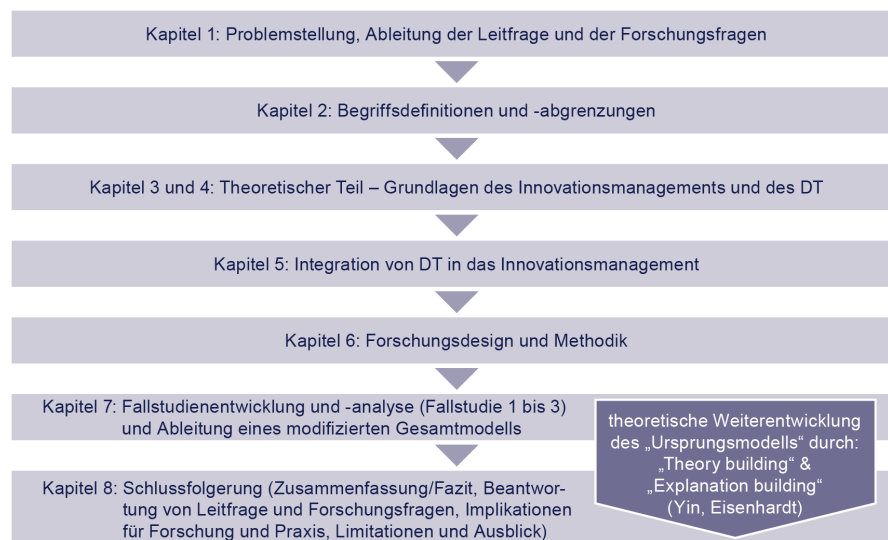 Kapitel 1: Problemstellung, Ableitung der Leitfrage und der Forschungsfragen
Kapitel 2: Begriffsdefinitionen und -abgrenzungen
Kapitel 3 und 4: Theoretischer Teil – Grundlagen des Innovationsmanagements und des DT
Kapitel 5: Integration von DT in das Innovationsmanagement
Kapitel 6: Forschungsdesign und Methodik
Kapitel 7: Fallstudienentwicklung und -analyse (Fallstudie 1 bis 3)
und Ableitung eines modifizierten Gesamtmodells
Kapitel 8: Schlussfolgerung (Zusammenfassung/Fazit, Beantwor-
tung von Leitfrage und Forschungsfragen, Implikationen
für Forschung und Praxis, Limitationen und Ausblick)
theoretische Weiterentwicklung
des „Ursprungsmodells“ durch:
„Theory building“ &
„Explanation building“
(Yin, Eisenhardt)